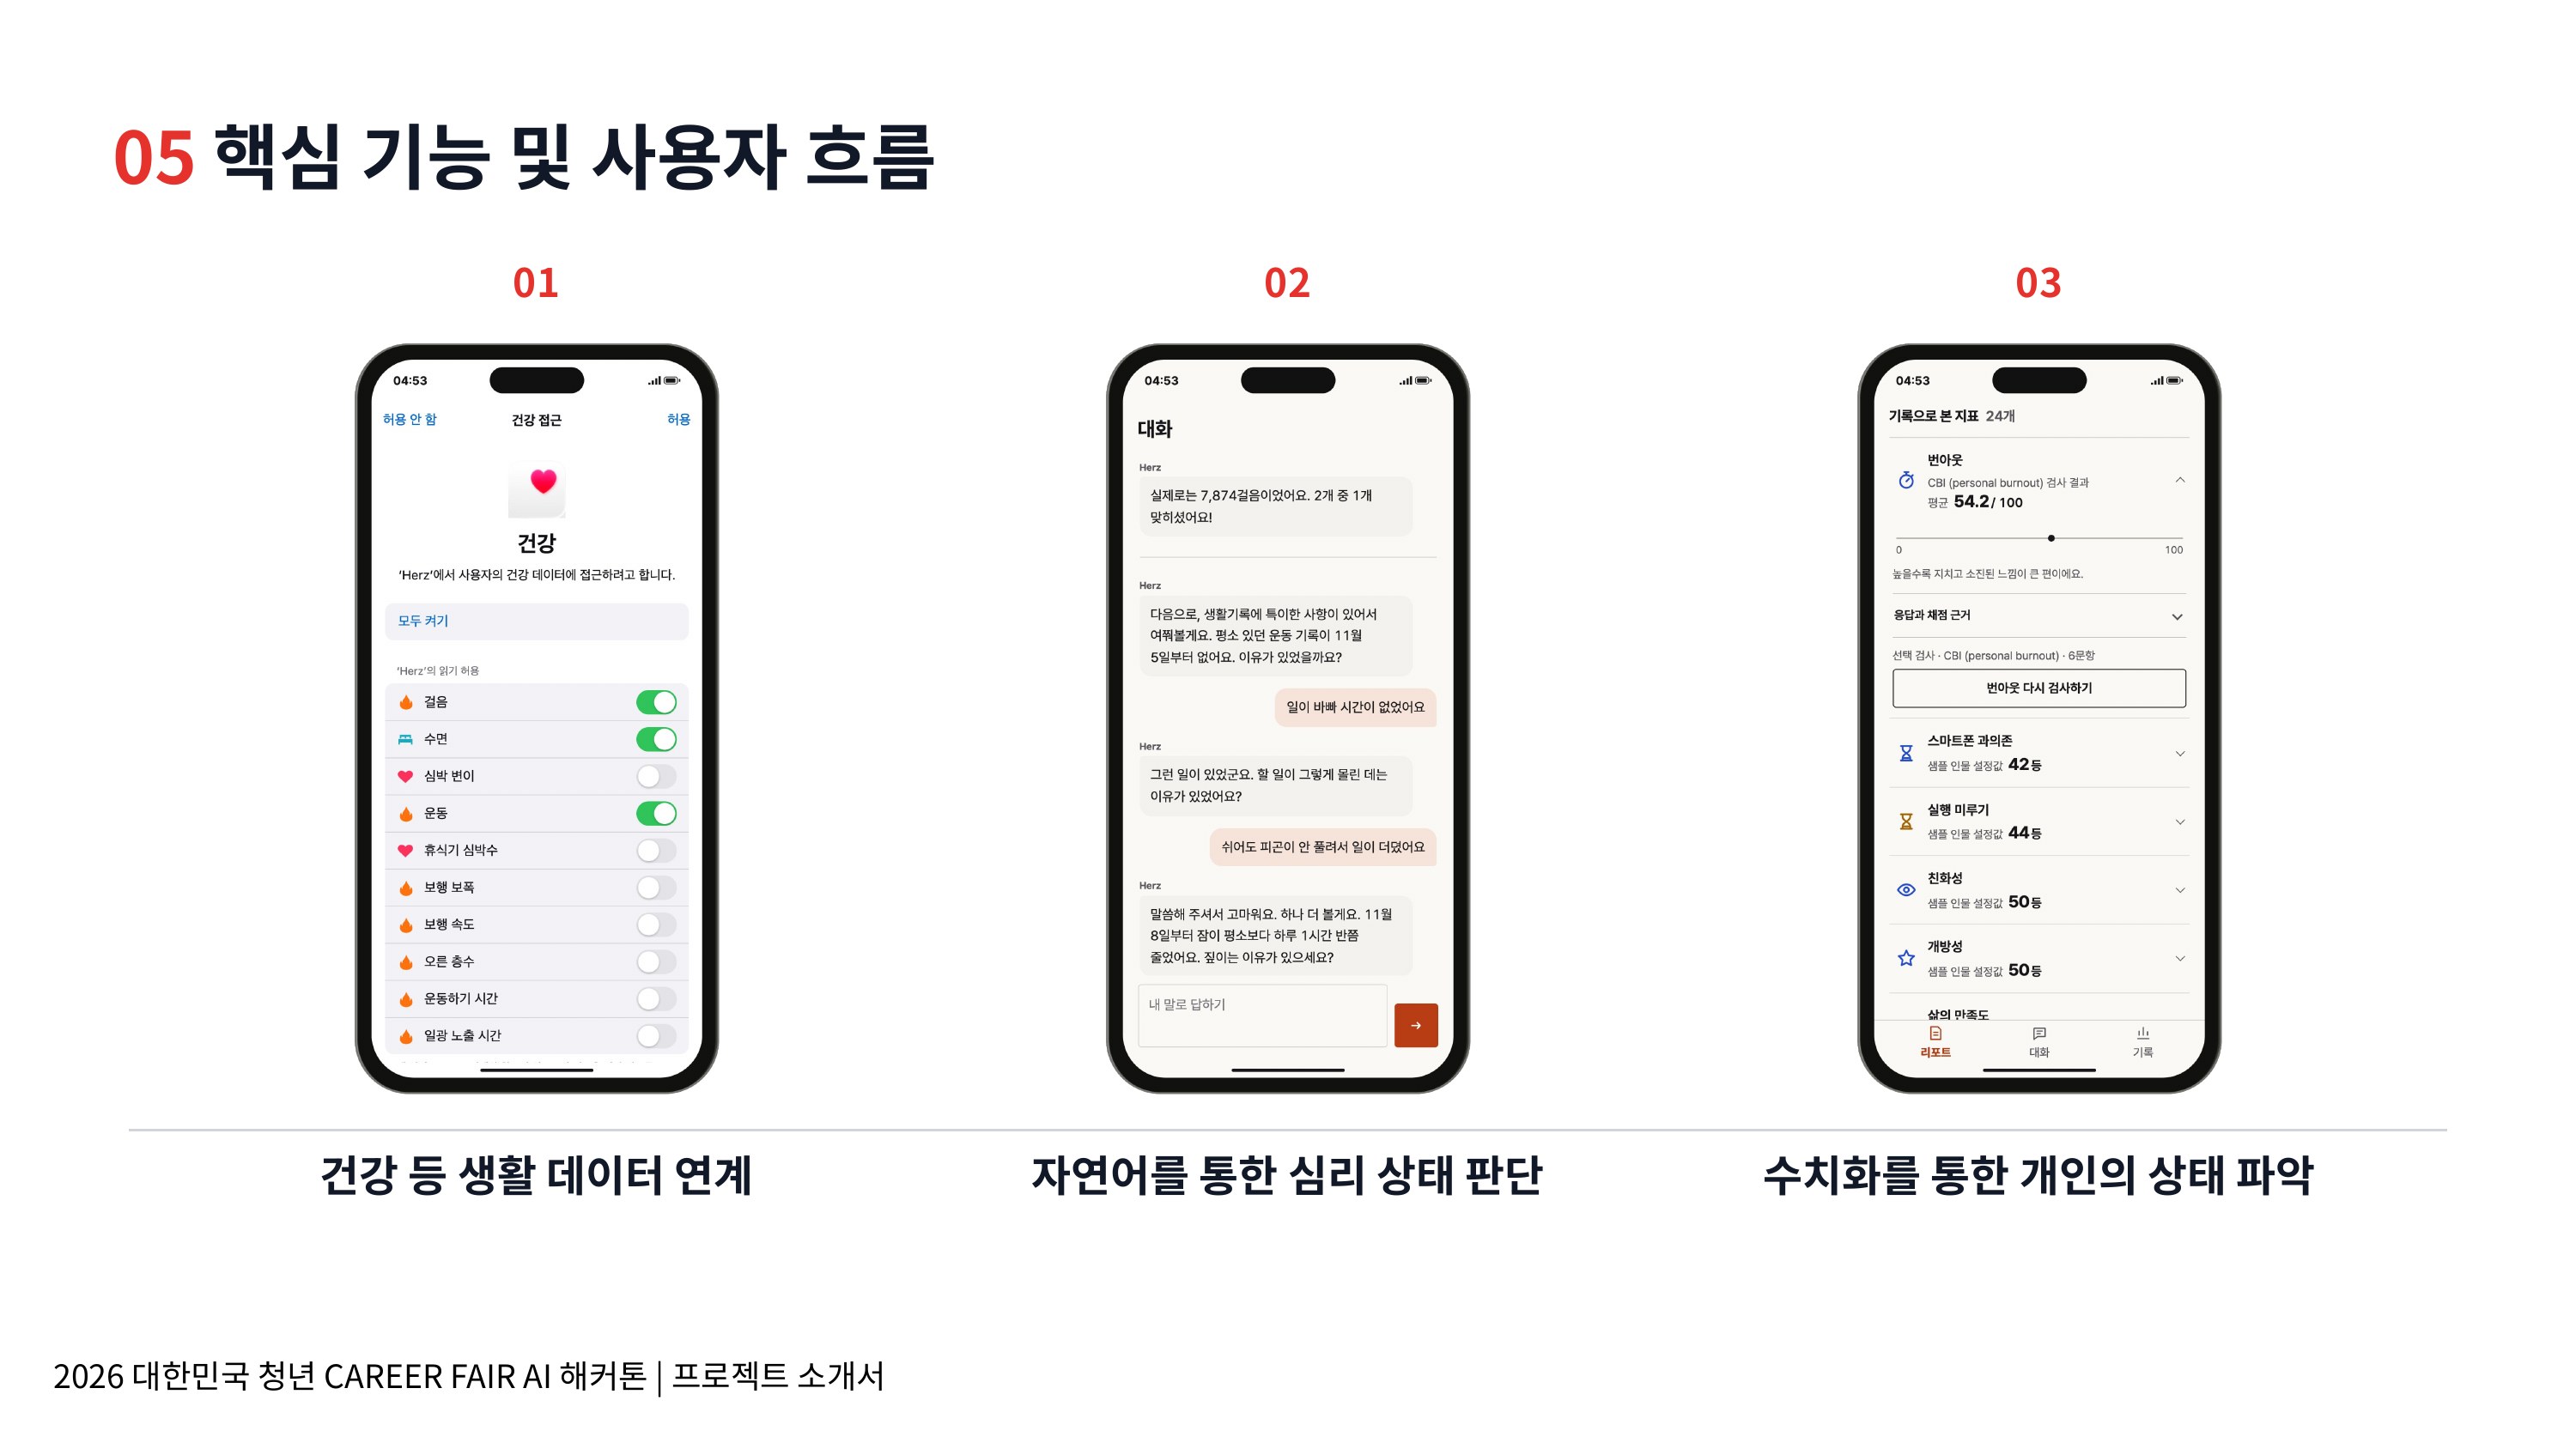 05 핵심 기능 및 사용자 흐름
01
04:53
허용 안 함
건강 접근
허용
건강
‘Herz’에서 사용자의 건강 데이터에 접근하려고 합니다.
모두 켜기
‘Herz’의 읽기 허용
걸음
수면
심박 변이
운동
휴식기 심박수
보행 보폭
보행 속도
오른 층수
운동하기 시간
일광 노출 시간
건강 등 생활 데이터 연계
02
04:53
대화
Herz
실제로는 7,874걸음이었어요. 2개 중 1개
맞히셨어요!
Herz
다음으로, 생활기록에 특이한 사항이 있어서
여쭤볼게요. 평소 있던 운동 기록이 11월
5일부터 없어요. 이유가 있었을까요?
일이 바빠 시간이 없었어요
Herz
그런 일이 있었군요. 할 일이 그렇게 몰린 데는
이유가 있었어요?
쉬어도 피곤이 안 풀려서 일이 더뎠어요
Herz
말씀해 주셔서 고마워요. 하나 더 볼게요. 11월
8일부터 잠이 평소보다 하루 1시간 반쯤
줄었어요. 짚이는 이유가 있으세요?
내 말로 답하기
자연어를 통한 심리 상태 판단
03
04:53
기록으로 본 지표 24개
번아웃
CBI (personal burnout) 검사 결과
평균 54.2/ 100
0
100
높을수록 지치고 소진된 느낌이 큰 편이에요.
응답과 채점 근거
선택 검사 · CBI (personal burnout) · 6문항
번아웃 다시 검사하기
스마트폰 과의존
샘플 인물 설정값 42등
실행 미루기
샘플 인물 설정값 44등
친화성
샘플 인물 설정값 50등
개방성
샘플 인물 설정값 50등
삶의 만족도
리포트
대화
기록
수치화를 통한 개인의 상태 파악
2026 대한민국 청년 CAREER FAIR AI 해커톤 | 프로젝트 소개서